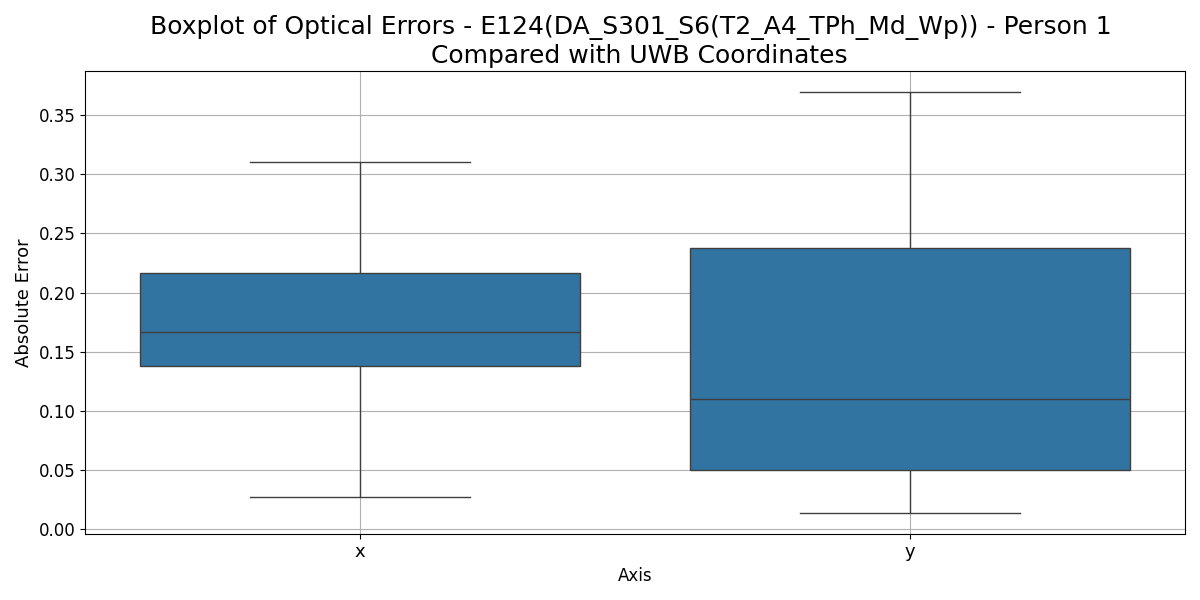 Boxplot of Optical Errors - E124(DA_S301_S6(T2_A4_TPh_Md_Wp)) - Person 1
Compared with UWB Coordinates
Absolute Error
0.35
0.30
0.25
0.20
0.15
0.10
0.05
0.00
x
y
Axis